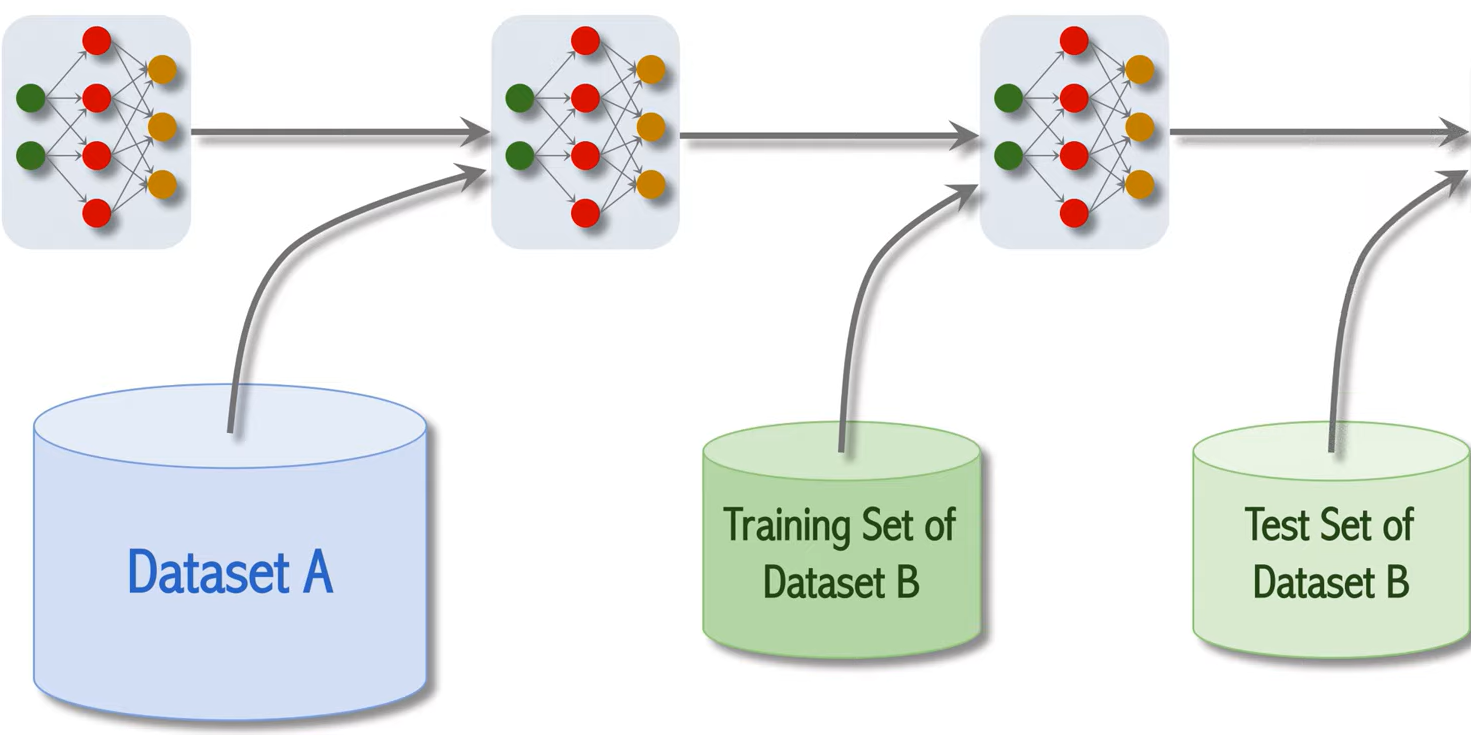 Dataset A
Training Set of
Dataset B
Test Set of
Dataset B